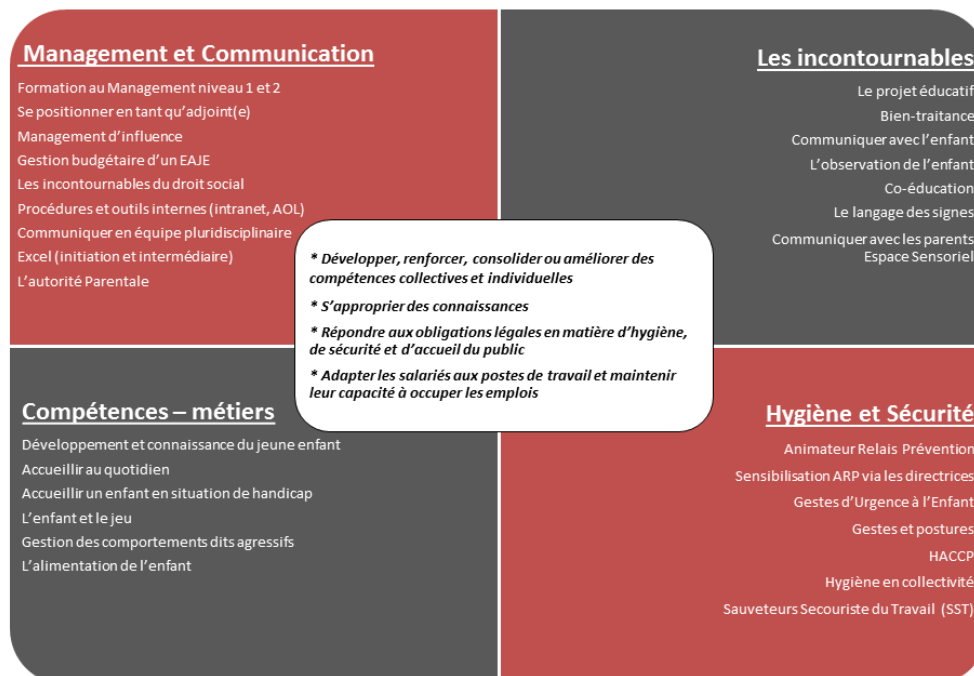 Management et Communication
Formation au Management niveau 1 et 2
Se positionner en tant qu'adjoint(e)
Management d'influence
Gestion budgétaire d'un EAJE
Les incontournables du droit social
Procédures et outils internes (intranet, AOL)
Communiquer en équipe pluridisciplinaire
Excel (initiation et intermédiaire)
L'autorité Parentale
Les incontournables
Le projet éducatif
Bien-traitance
Communiquer avec l'enfant
L'observation de l'enfant
Co-éducation
Le langage des signes
Communiquer avec les parents
Espace Sensoriel
* Développer, renforcer, consolider ou améliorer des
compétences collectives et individuelles
* S'approprier des connaissances
* Répondre aux obligations légales en matière d'hygiène,
de sécurité et d'accueil du public
* Adapter les salariés aux postes de travail et maintenir
leur capacité à occuper les emplois
Compétences – métiers
Développement et connaissance du jeune enfant
Accueillir au quotidien
Accueillir un enfant en situation de handicap
L'enfant et le jeu
Gestion des comportements dits agressifs
L'alimentation de l'enfant
Hygiène et Sécurité
Animateur Relais Prévention
Sensibilisation ARP via les directrices
Gestes d'Urgence à l'Enfant
Gestes et postures
HACCP
Hygiène en collectivité
Sauveteurs Secouriste du Travail (SST)